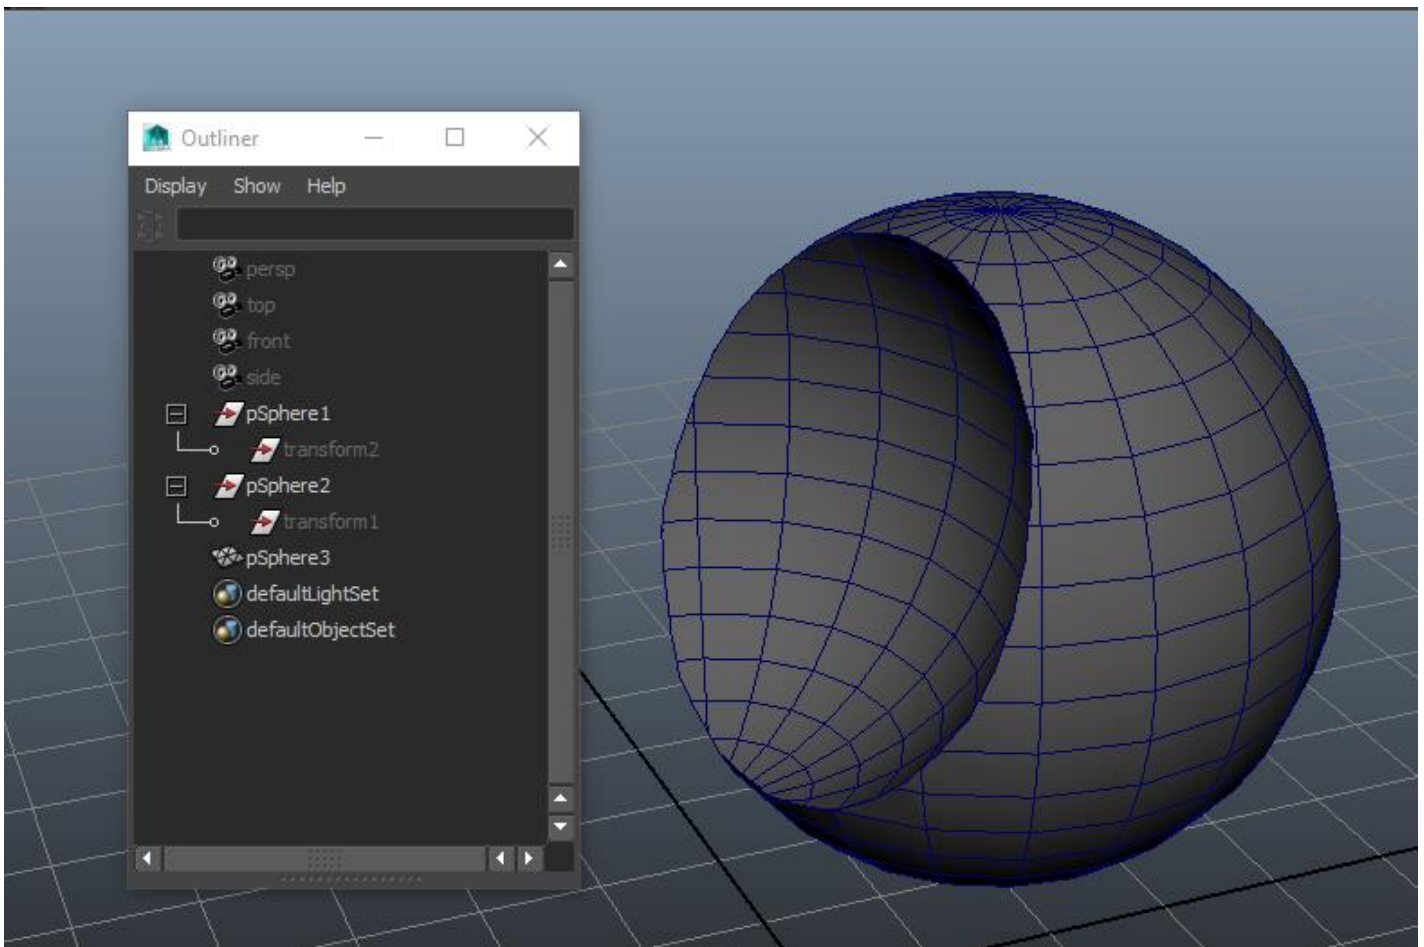 Outliner
Display Show Help
persp
top
front
side
pSphere1
transform2
pSphere2
transform1
pSphere3
defaultLightSet
defaultObjectSet